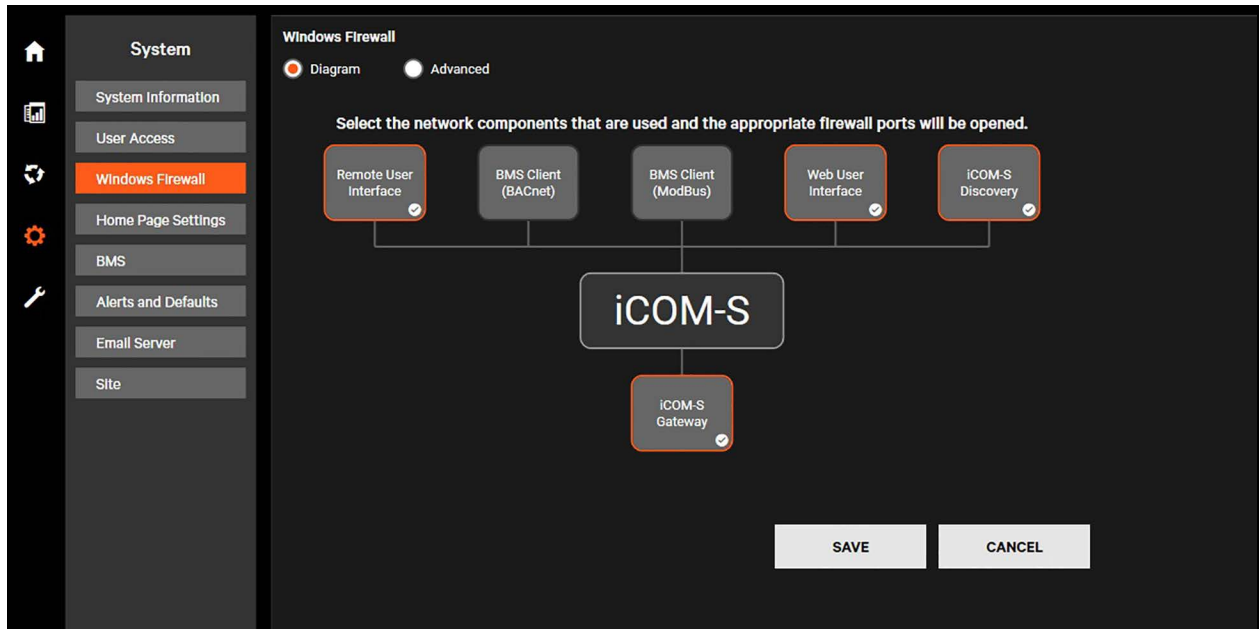 System
System Information
User Access
Windows Firewall
Home Page Settings
BMS
Alerts and Defaults
Email Server
Site
Windows Firewall
Diagram
Advanced
Select the network components that are used and the appropriate firewall ports will be opened.
Remote User
Interface
BMS Client
(BACnet)
BMS Client
(ModBus)
Web User
Interface
iCOM-S
Discovery
iCOM-S
iCOM-S
Gateway
SAVE
CANCEL